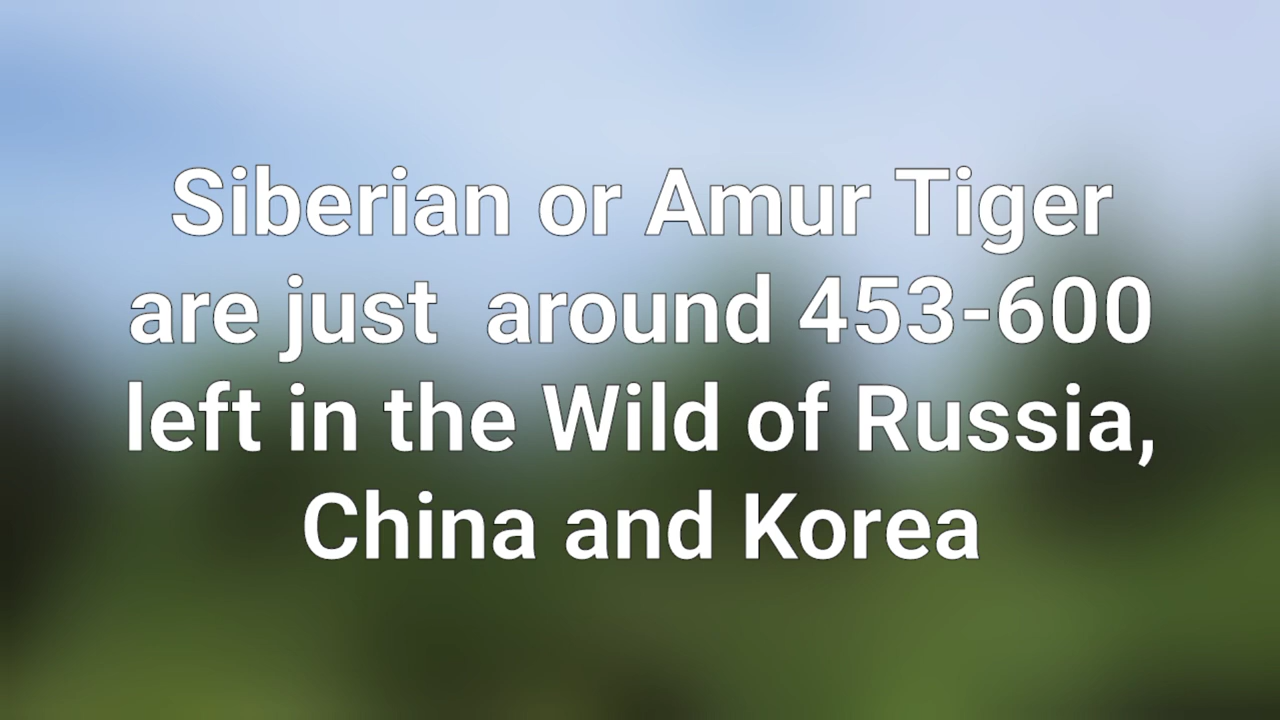 Siberian or Amur Tiger
are just  around 453-600
left in the Wild of Russia,
China and Korea